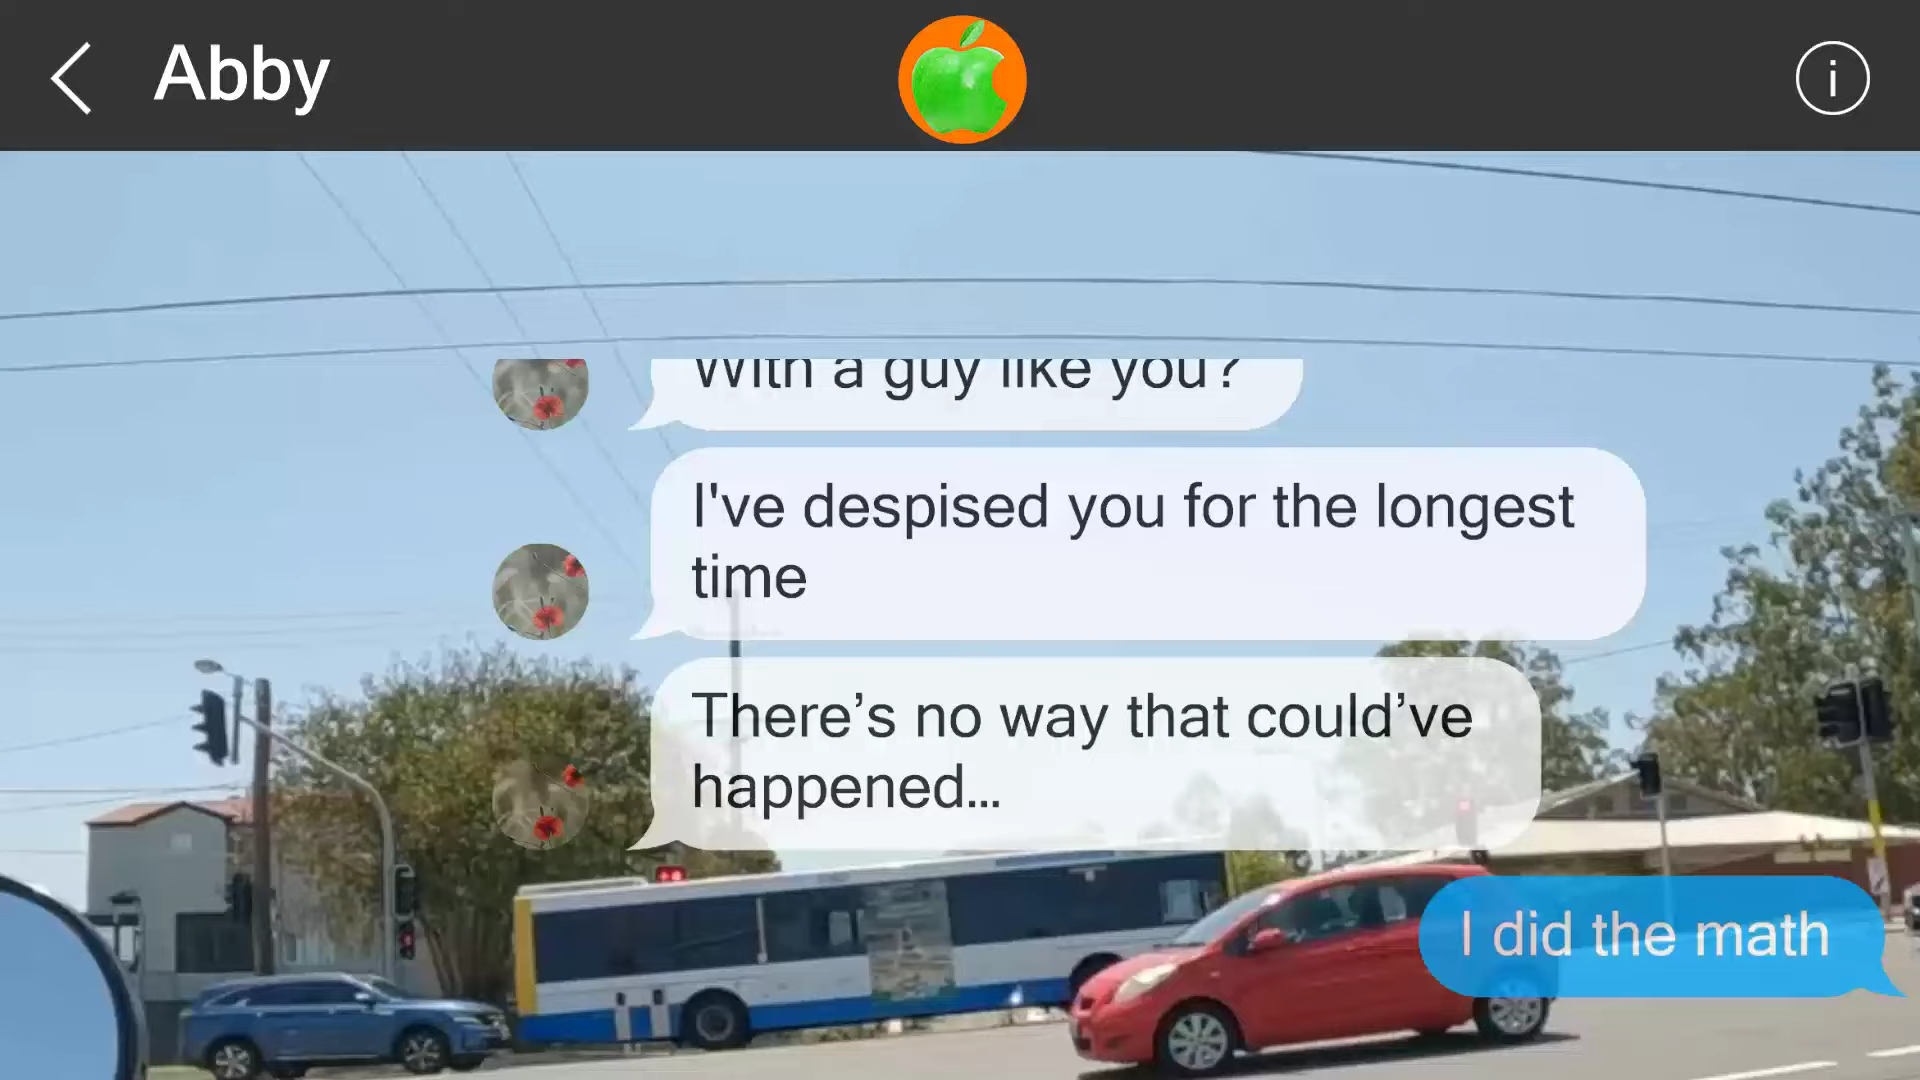 Abby
i
With a guy like you?
I've despised you for the longest
time
There’s no way that could’ve
happened...
I did the math